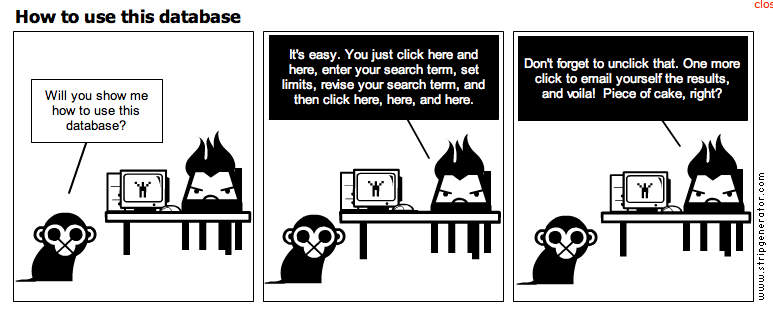 clos
How to use this database
Will you show me
how to use this
database?
It's easy. You just click here and
here, enter your search term, set
limits, revise your search term, and
then click here, here, and here.
Don't forget to unclick that. One more
click to email yourself the results,
and voila! Piece of cake, right?
www.stripgenerator.com